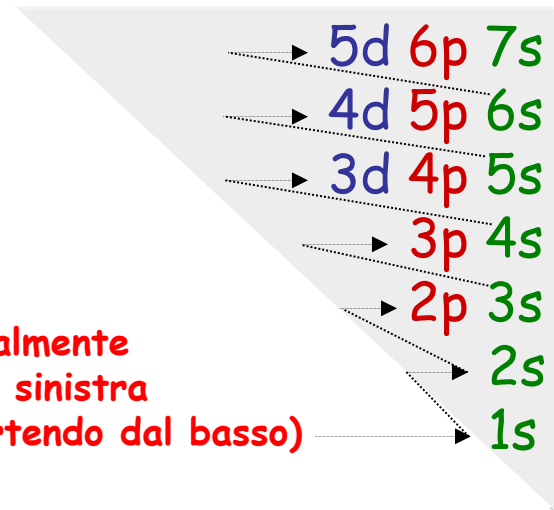 5d 6p 7s
4d 5p 6s
3d 4p 5s
3p 4s
2p 3s
2s
1s
almente
sinistra
rtendo dal basso)